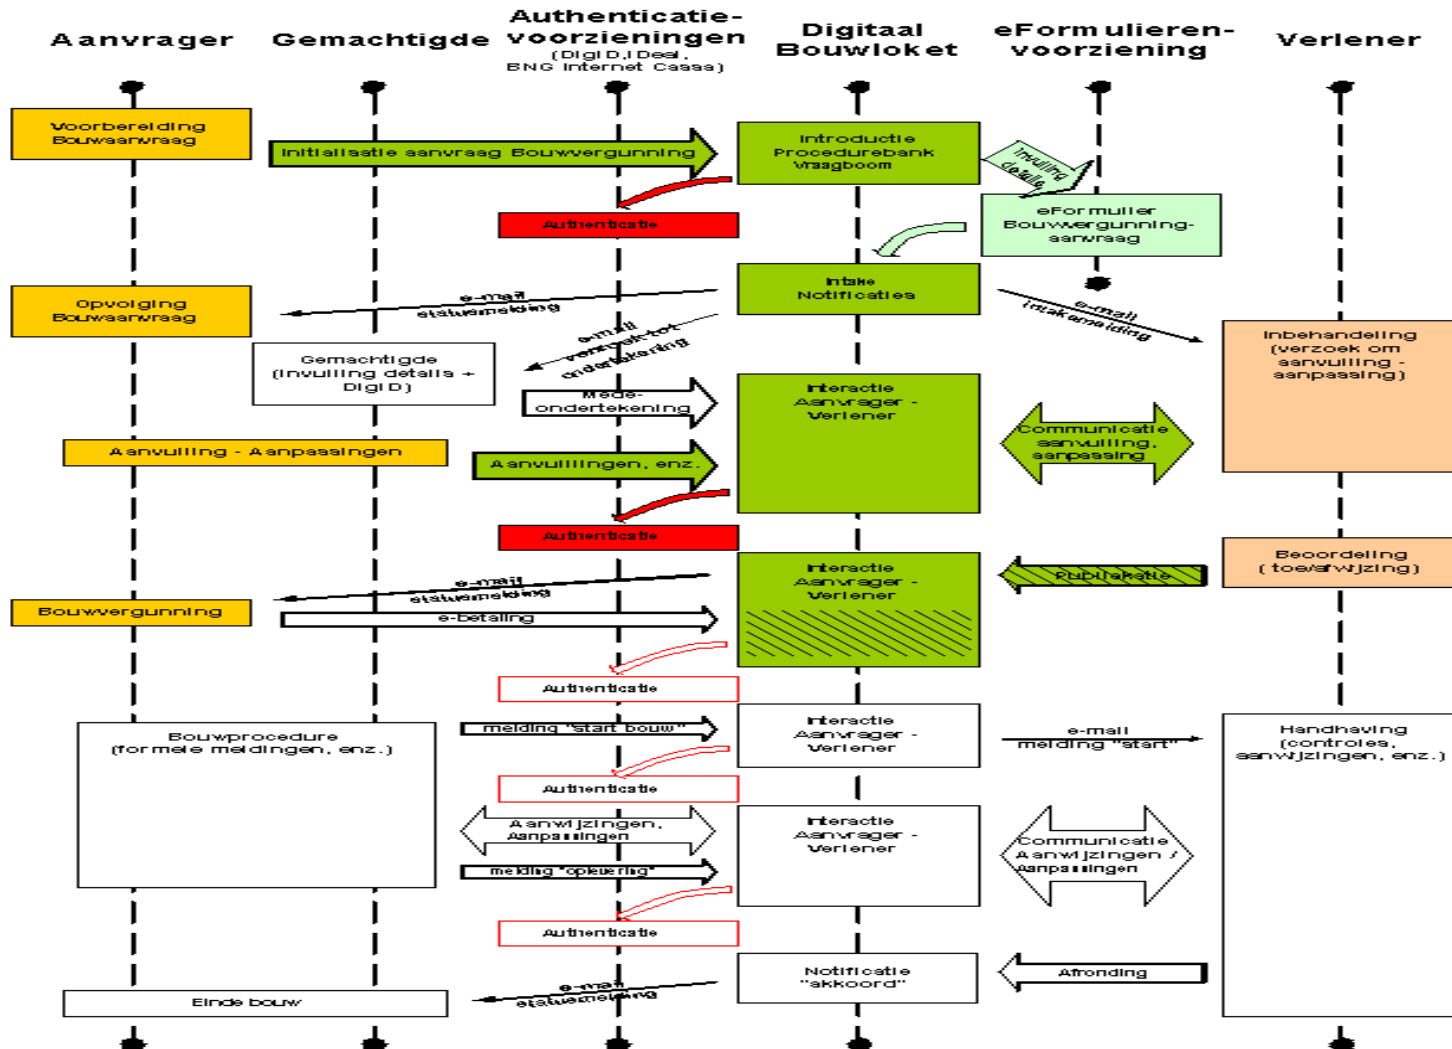 Aanvrager
Gemachtigde
Authenticatie-
voorzieningen
(DigiD, iDeal,
BNG Internet Cassa)
Digitaal
Bouwloket
eFormulieren-
voorziening
Verlener
Voorbereiding
Bouwaanvraag
Initialisatie aanvraag Bouwvergunning
Introductie
Procedurebank
Vraagboom
Invulling
details
Authenticatie
eFormulier
Bouwvergunning-
aanvraag
Intake
Notificaties
e-mail
statusmelding
e-mail
intakemelding
Opvolging
Bouwaanvraag
e-mail
verzoek tot
ondertekening
Inbehandeling
(verzoek om
aanvulling -
aanpassing)
Gemachtigde
(invulling details +
DigiD)
Mede-
ondertekening
Interactie
Aanvrager -
Verlener
Communicatie
aanvulling,
aanpassing
Aanvulling - Aanpassingen
Aanvulllingen, enz.
Authenticatie
Interactie
Aanvrager -
Verlener
Publiekatie
Beoordeling
( toe/afwijzing)
e-mail
statusmelding
Bouwvergunning
e-betaling
Authenticatie
Bouwprocedure
(formele meldingen, enz.)
melding "start bouw"
Interactie
Aanvrager -
Verlener
e-mail
melding "start"
Handhaving
(controles,
aanwijzingen, enz.)
Authenticatie
Aanwijzingen,
Aanpassingen
Interactie
Aanvrager -
Verlener
Communicatie
Aanwijzingen /
Aanpassingen
melding "oplevering"
Authenticatie
Notificatie
"akkoord"
Afronding
e-mail
statusmelding
Einde bouw